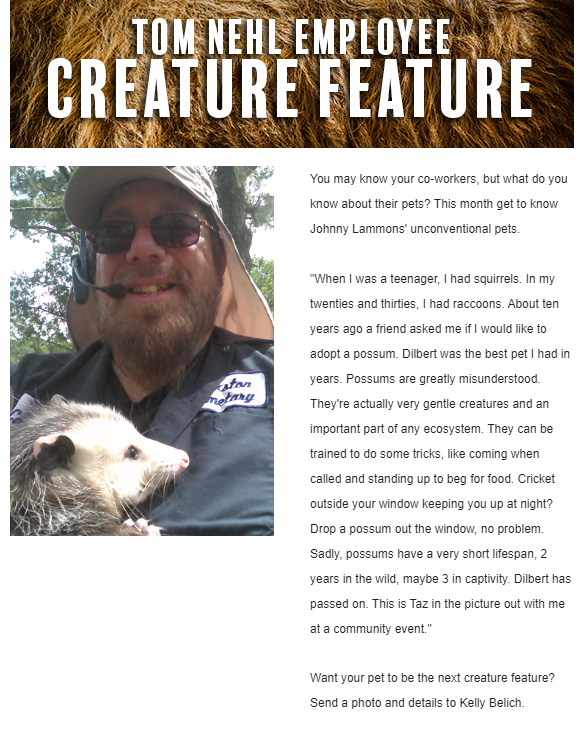 TOM NEHL EMPLOYEE
CREATURE FEATURE
You may know your co-workers, but what do you
know about their pets? This month get to know
Johnny Lammons' unconventional pets.
"When I was a teenager, I had squirrels. In my
twenties and thirties, I had raccoons. About ten
years ago a friend asked me if I would like to
adopt a possum. Dilbert was the best pet I had in
years. Possums are greatly misunderstood.
They're actually very gentle creatures and an
important part of any ecosystem. They can be
trained to do some tricks, like coming when
called and standing up to beg for food. Cricket
outside your window keeping you up at night?
Drop a possum out the window, no problem.
Sadly, possums have a very short lifespan, 2
years in the wild, maybe 3 in captivity. Dilbert has
passed on. This is Taz in the picture out with me
at a community event."
Want your pet to be the next creature feature?
Send a photo and details to Kelly Belich.